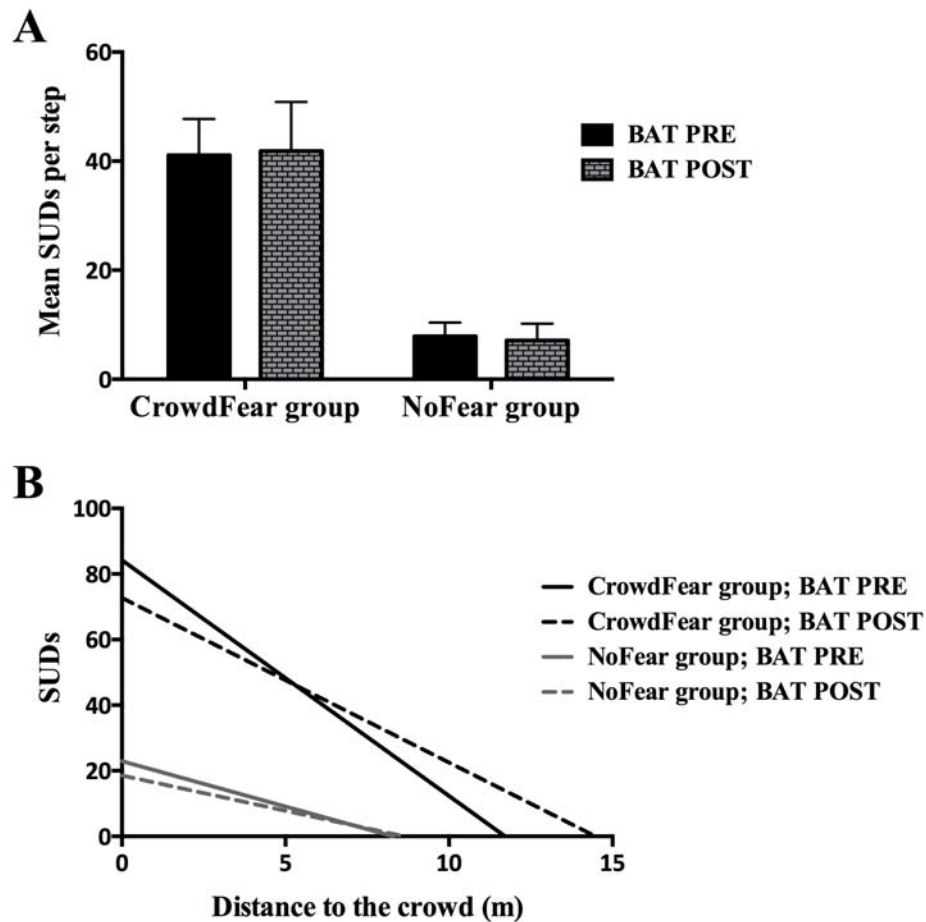 A
60
40
20
0
Mean SUDs per step
BAT PRE
BAT POST
CrowdFear group
NoFear group
B
100
80
60
40
20
0
SUDs
CrowdFear group; BAT PRE
CrowdFear group; BAT POST
NoFear group; BAT PRE
NoFear group; BAT POST
0 5 10 15
Distance to the crowd (m)